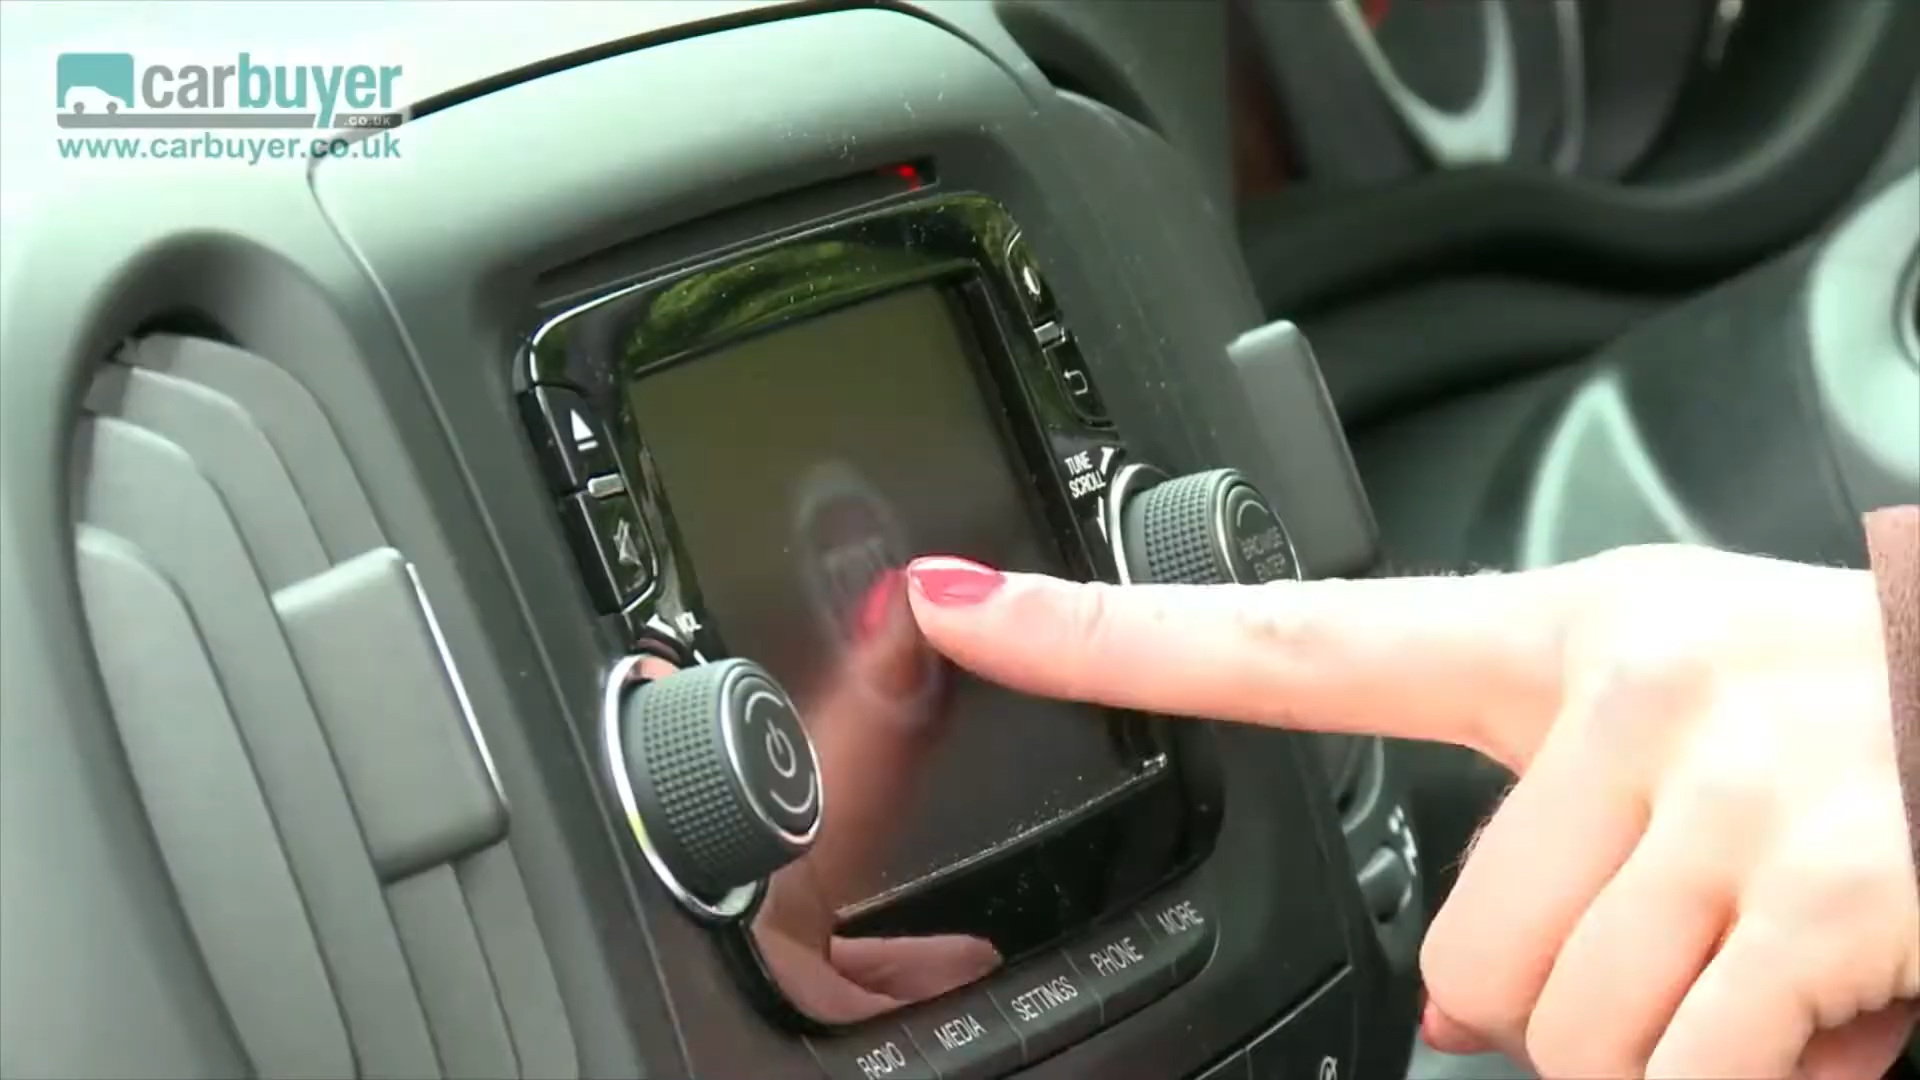 carbuyer
.co.uk
www.carbuyer.co.uk
TUNE
SCROLL
BROWSE
ENTER
VOL
RADIO
MEDIA
SETTINGS
PHONE
MORE